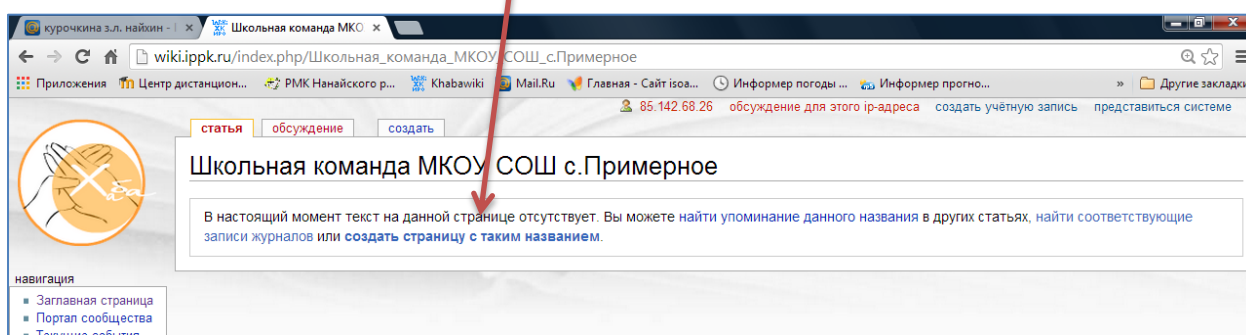 курочкина з.л. найхин -
Школьная команда МКО
wiki.ippk.ru/index.php/Школьная_команда_МКОУ_СОШ_с.Примерное
Приложения Центр дистанцион... РМК Нанайского р... Khabawiki Mail.Ru Главная - Сайт isoa... Информер погоды ... Информер прогно... » Другие закладки
85.142.68.26 обсуждение для этого ip-адреса создать учётную запись представиться системе
статья обсуждение создать
Школьная команда МКОУ СОШ с.Примерное
В настоящий момент текст на данной странице отсутствует. Вы можете найти упоминание данного названия в других статьях, найти соответствующие
записи журналов или создать страницу с таким названием.
навигация
Заглавная страница
Портал сообщества
Текущие события